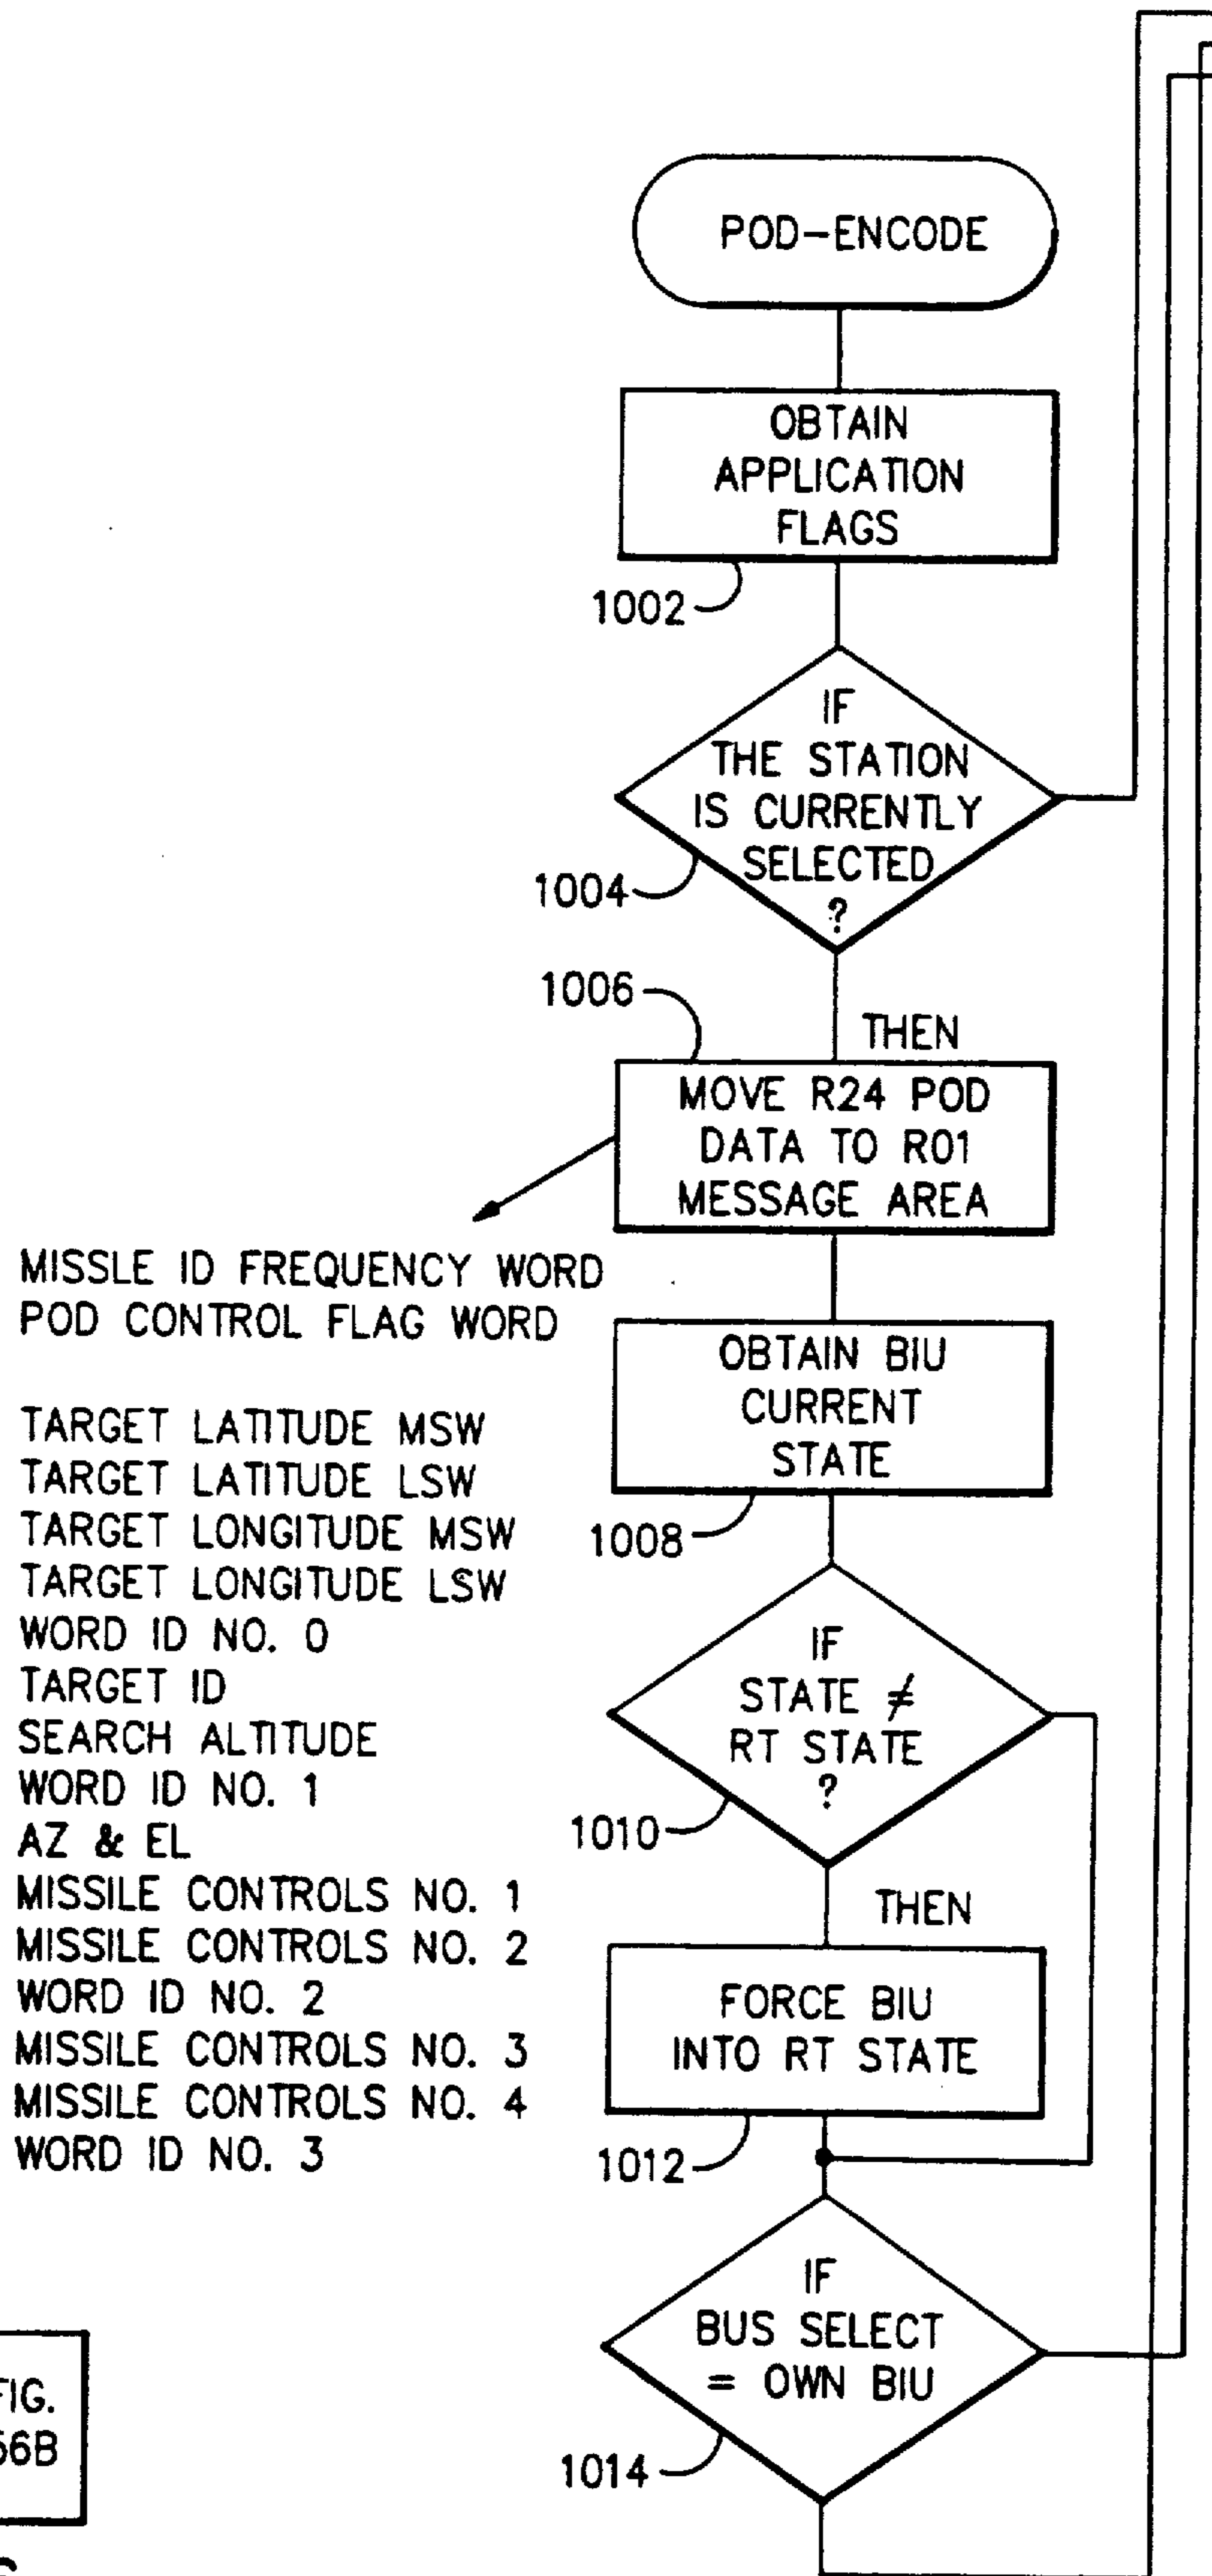 POD-ENCODE
OBTAIN
APPLICATION
FLAGS
1002
IF
THE STATION
IS CURRENTLY
SELECTED
?
1004
1006
THEN
MOVE R24 POD
DATA TO R01
MESSAGE AREA
MISSLE ID FREQUENCY WORD
POD CONTROL FLAG WORD
TARGET LATITUDE MSW
TARGET LATITUDE LSW
TARGET LONGITUDE MSW
TARGET LONGITUDE LSW
WORD ID NO. 0
TARGET ID
SEARCH ALTITUDE
WORD ID NO. 1
AZ & EL
MISSILE CONTROLS NO. 1
MISSILE CONTROLS NO. 2
WORD ID NO. 2
MISSILE CONTROLS NO. 3
MISSILE CONTROLS NO. 4
WORD ID NO. 3
OBTAIN BIU
CURRENT
STATE
1008
IF
STATE ≠
RT STATE
?
1010
THEN
FORCE BIU
INTO RT STATE
1012
IF
BUS SELECT
= OWN BIU
1014
FIG.
56B